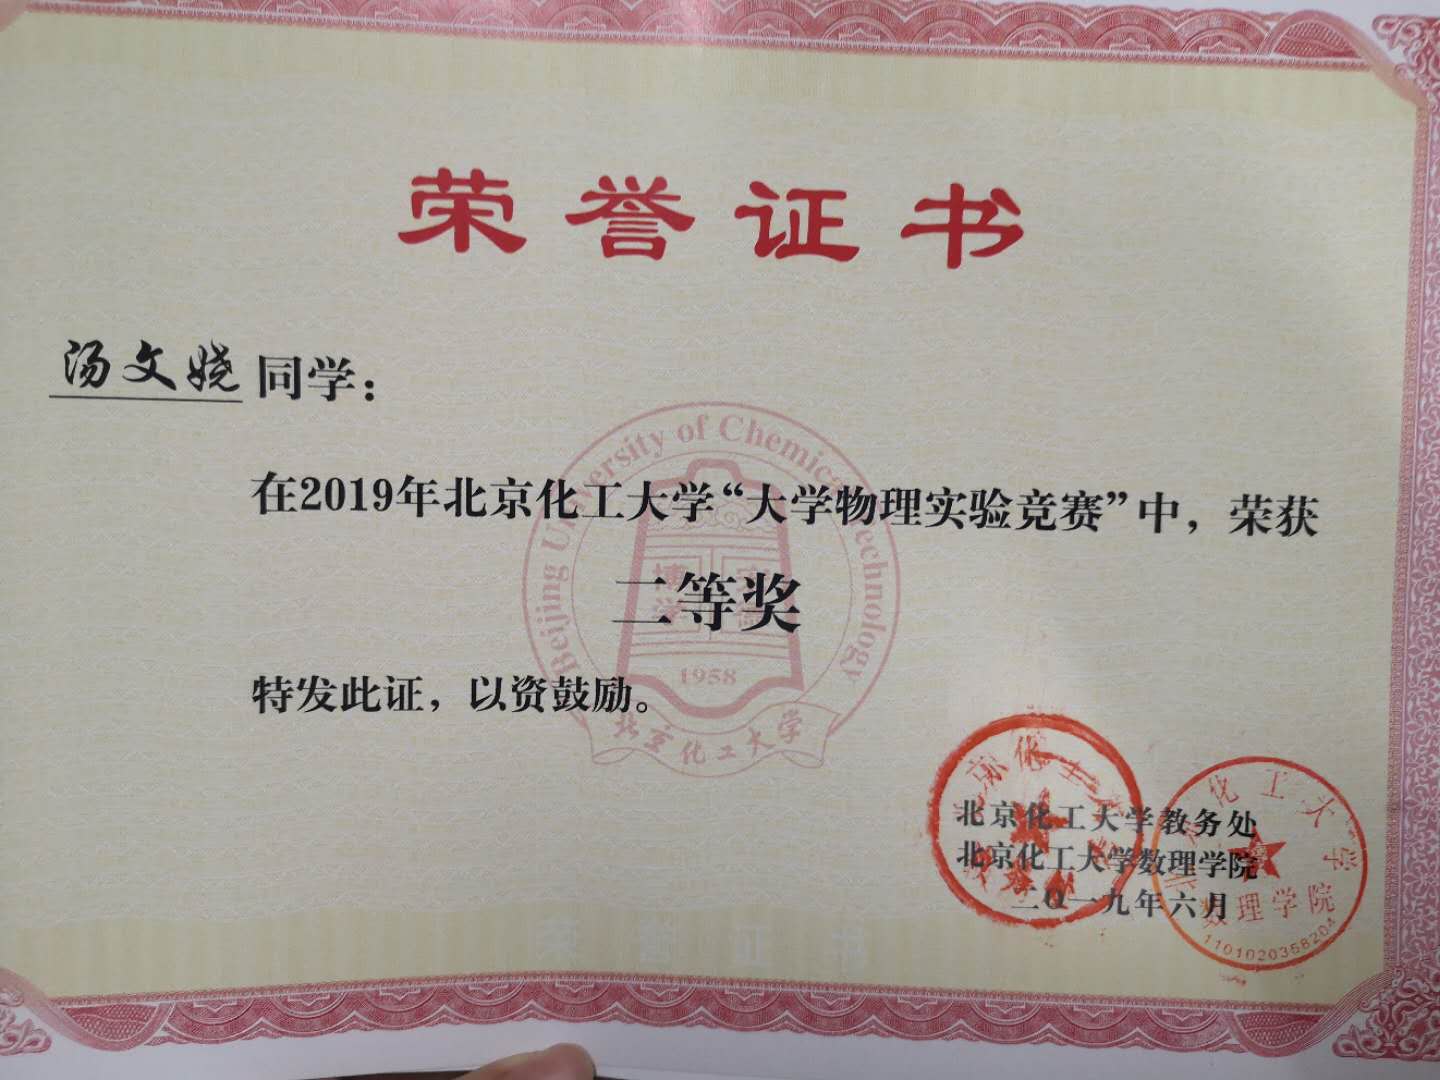 荣誉证书
汤文娆同学：
在2019年北京化工大学“大学物理实验竞赛”中，荣获
二等奖
特发此证，以资鼓励。
Beijing University of Chemical Technology
1958
北京化工大学
北京化工大学教务处
北京化工大学数理学院
二〇一九年六月
北京化工大学
数理学院
1101020358204
荣誉证书